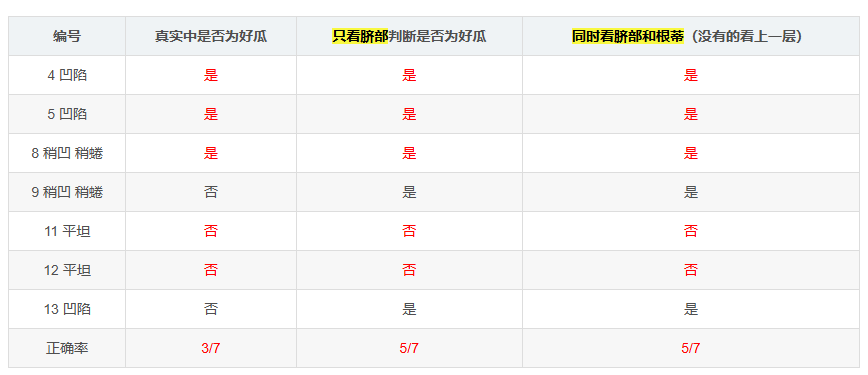 编号 真实中是否为好瓜 只看脐部判断是否为好瓜 同时看脐部和根蒂（没有的看上一层）
4 凹陷 是 是 是
5 凹陷 是 是 是
8 稍凹 稍蜷 是 是 是
9 稍凹 稍蜷 否 是 是
11 平坦 否 否 否
12 平坦 否 否 否
13 凹陷 否 是 是
正确率 3/7 5/7 5/7